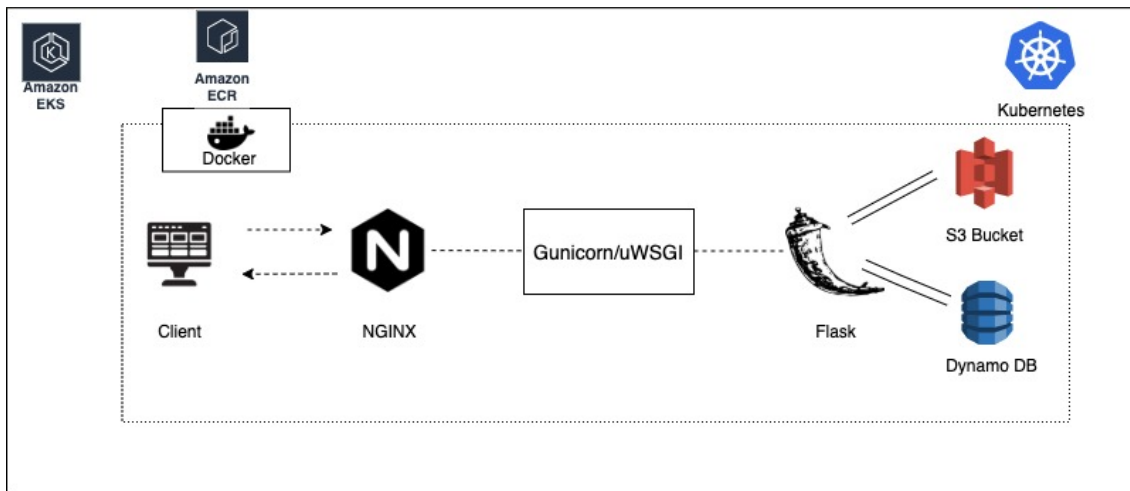 Amazon
EKS
Amazon
ECR
Kubernetes
Docker
S3 Bucket
Gunicorn/uWSGI
Client
NGINX
Flask
Dynamo DB
K
N